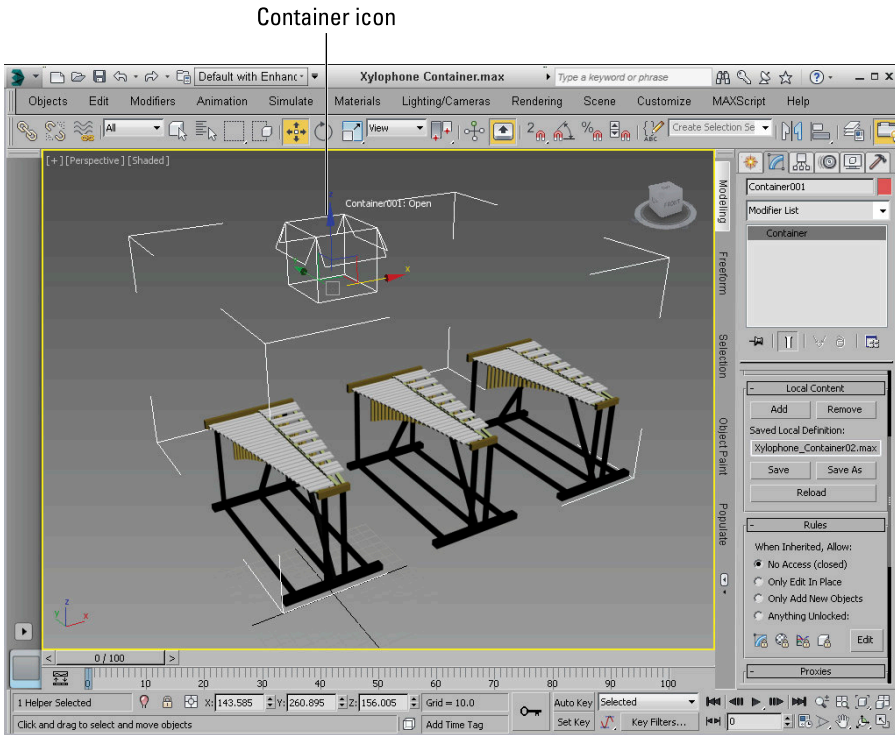 Container icon
Default with Enhanc
Xylophone Container.max
Type a keyword or phrase
Objects Edit Modifiers Animation Simulate Materials Lighting/Cameras Rendering Scene Customize MAXScript Help
All
View
2
%
ABC
Create Selection Se
[+][Perspective][Shaded]
Container001: Open
z
x
FRONT
Modeling
Freeform
Selection
Object Paint
Populate
Container001
Modifier List
Container
- Local Content
Add Remove
Saved Local Definition:
Xylophone_Container02.max
Save Save As
Reload
- Rules
When Inherited, Allow:
No Access (closed)
Only Edit In Place
Only Add New Objects
Anything Unlocked:
Edit
- Proxies
z
y
x
< 0 / 100 >
0 10 20 30 40 50 60 70 80 90 100
1 Helper Selected X: 143.585 Y: 260.895 Z: 156.005 Grid = 10.0 Auto Key Selected
Click and drag to select and move objects Add Time Tag Set Key Key Filters... 0